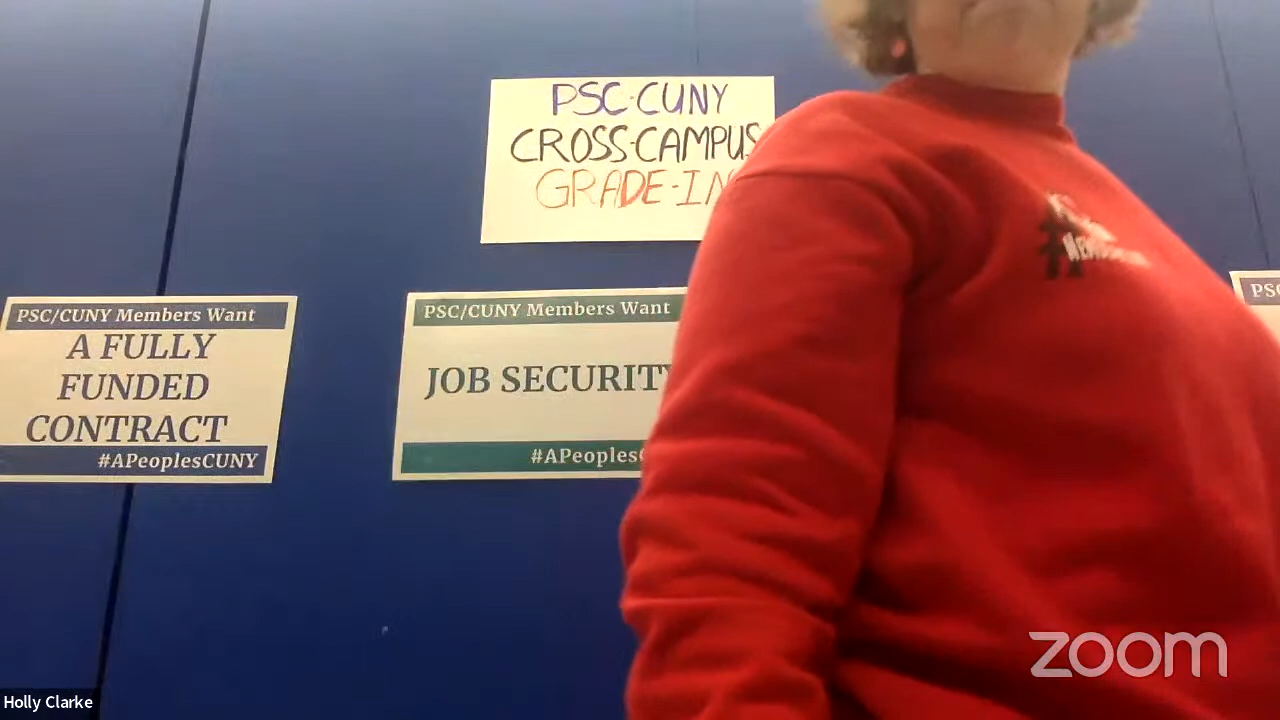 PSC-CUNY
CROSS-CAMPUS
GRADE-IN
PSC/CUNY Members Want
A FULLY
FUNDED
CONTRACT
#APeoplesCUNY
PSC/CUNY Members Want
JOB SECURITY
#APeoples
PSC
zoom
Holly Clarke